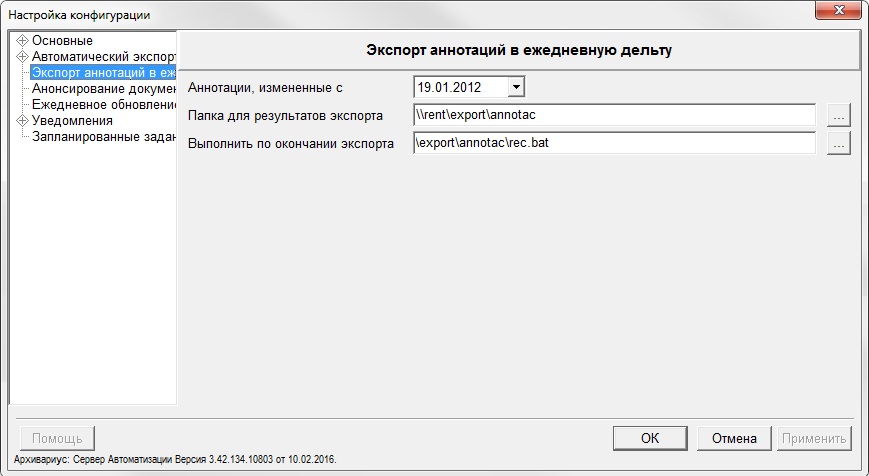 Настройка конфигурации
Основные
Автоматический экспорт
Экспорт аннотаций в еж
Анонсирование докумен
Ежедневное обновление
Уведомления
Запланированные задан
Экспорт аннотаций в ежедневную дельту
Аннотации, измененные с 19.01.2012
Папка для результатов экспорта \\rent\export\annotac ...
Выполнить по окончании экспорта \export\annotac\rec.bat ...
Помощь OK Отмена Применить
Архивариус: Сервер Автоматизации Версия 3.42.134.10803 от 10.02.2016.